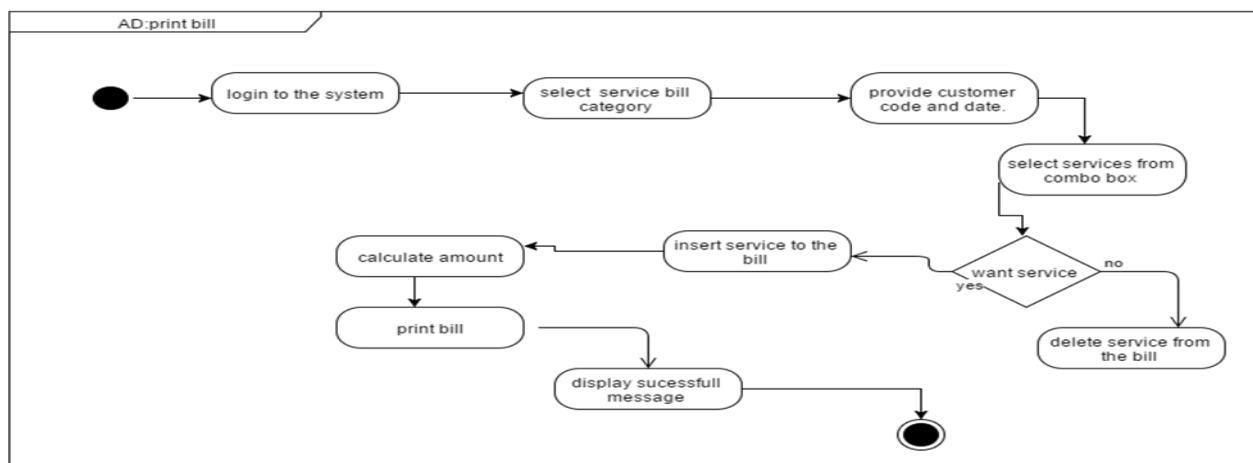 AD:print bill
login to the system
select service bill
category
provide customer
code and date.
select services from
combo box
want service
yes
no
insert service to the
bill
calculate amount
print bill
delete service from
the bill
display sucessfull
message